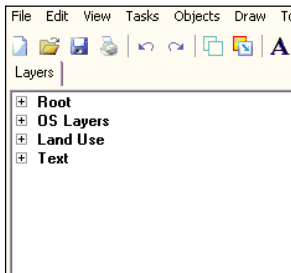 File Edit View Tasks Objects Draw
A
Layers
Root
OS Layers
Land Use
Text